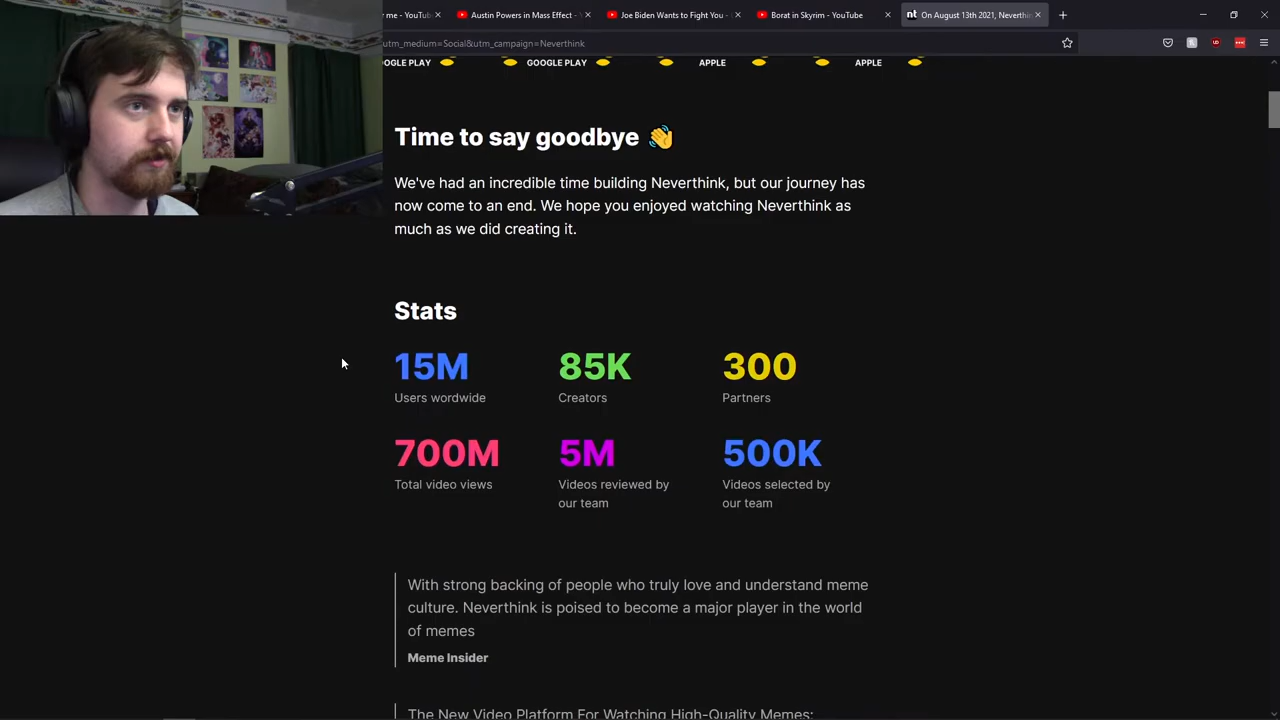 r me - YouTub
Austin Powers in Mass Effect -
Joe Biden Wants to Fight You -
Borat in Skyrim - YouTube
On August 13th 2021, Neverthi
utm_medium=Social&utm_campaign=Neverthink
OGLE PLAY
GOOGLE PLAY
APPLE
APPLE
Time to say goodbye 👋
We've had an incredible time building Neverthink, but our journey has
now come to an end. We hope you enjoyed watching Neverthink as
much as we did creating it.
Stats
15M
Users wordwide
85K
Creators
300
Partners
700M
Total video views
5M
Videos reviewed by
our team
500K
Videos selected by
our team
With strong backing of people who truly love and understand meme
culture. Neverthink is poised to become a major player in the world
of memes
Meme Insider
The New Video Platform For Watching High-Quality Memes: